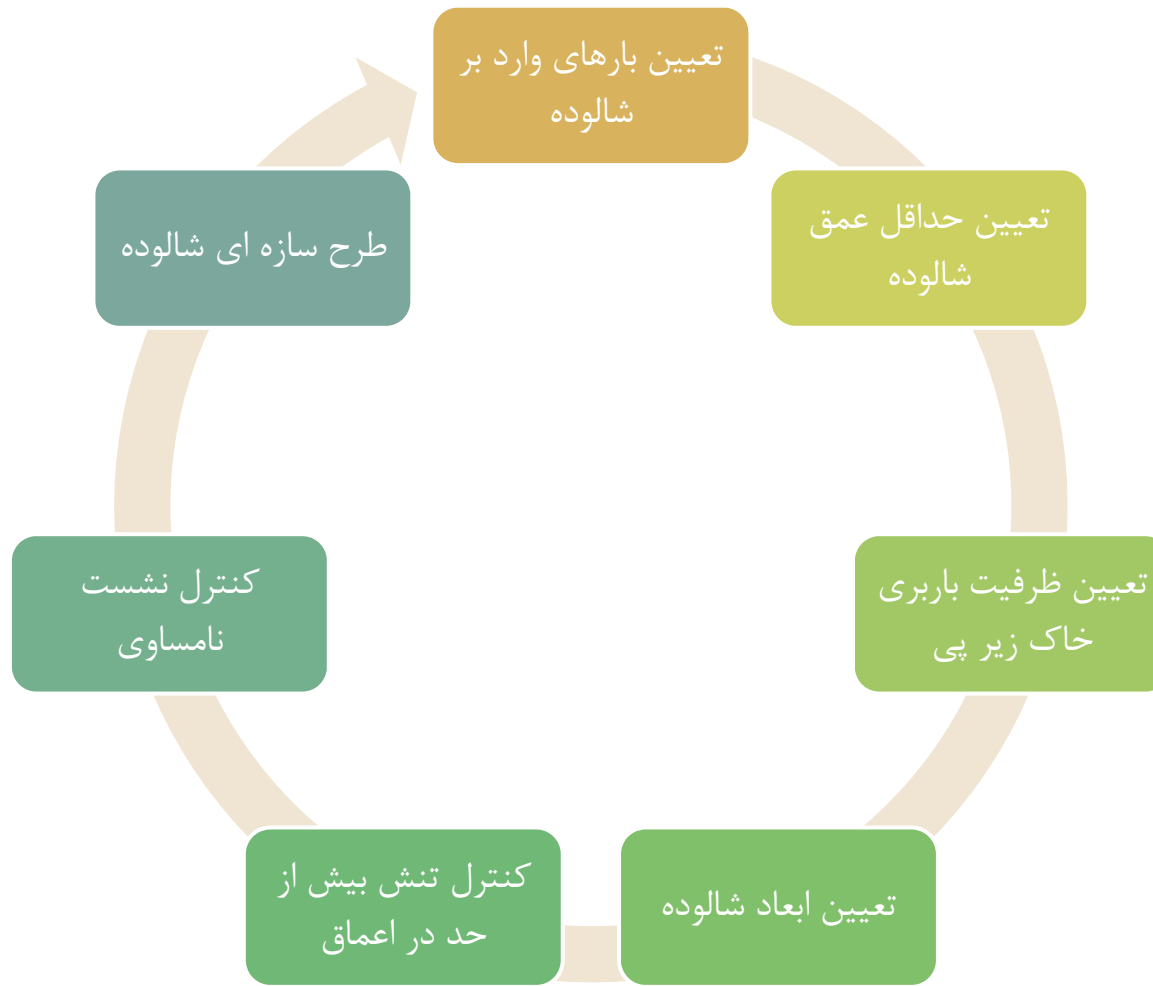 تعیین بارهای وارد بر
شالوده
تعیین حداقل عمق
شالوده
تعیین ظرفیت باربری
خاک زیر پی
تعیین ابعاد شالوده
کنترل تنش بیش از
حد در اعماق
کنترل نشست
نامساوی
طرح سازه ای شالوده